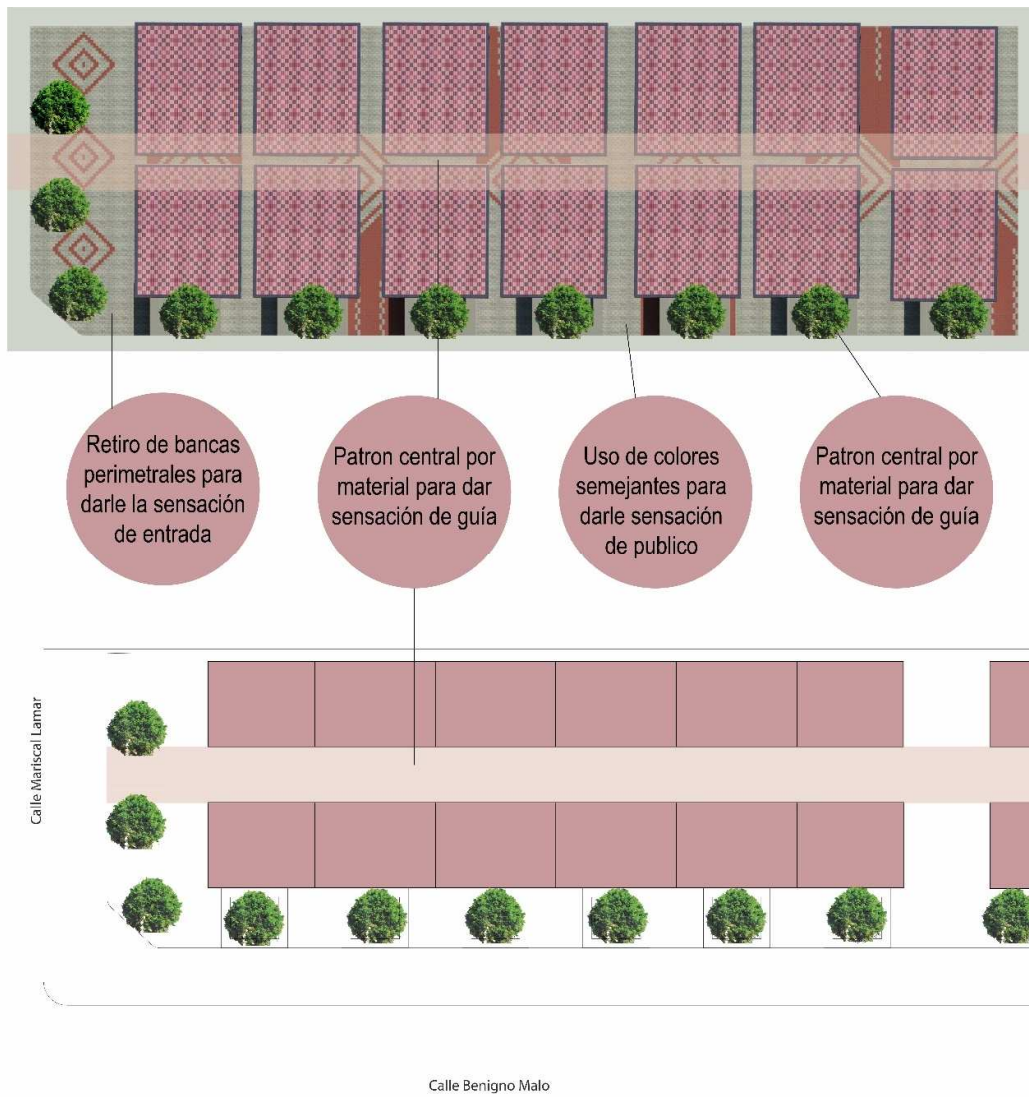 Retiro de bancas
perimetrales para
darle la sensación
de entrada
Patron central por
material para dar
sensación de guía
Uso de colores
semejantes para
darle sensación
de publico
Patron central por
material para dar
sensación de guía
Calle Mariscal Lamar
Calle Benigno Malo